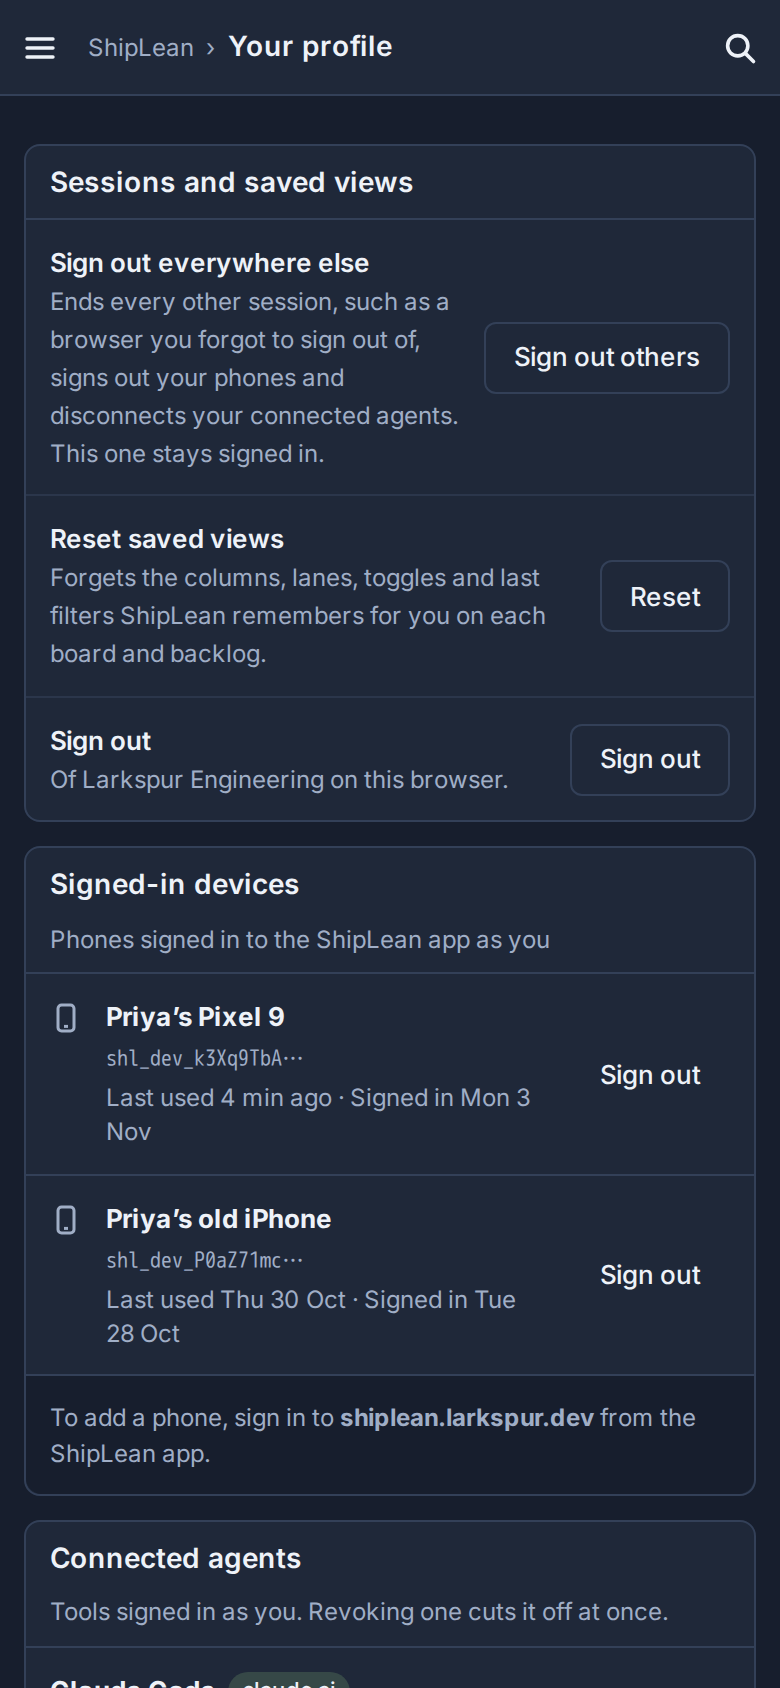 ShipLean › Your profile
Sessions and saved views
Sign out everywhere else
Ends every other session, such as a
browser you forgot to sign out of,
signs out your phones and
disconnects your connected agents.
This one stays signed in.
Sign out others
Reset saved views
Forgets the columns, lanes, toggles and last
filters ShipLean remembers for you on each
board and backlog.
Reset
Sign out
Of Larkspur Engineering on this browser.
Sign out
Signed-in devices
Phones signed in to the ShipLean app as you
Priya’s Pixel 9
shl_dev_k3Xq9TbA…
Last used 4 min ago · Signed in Mon 3
Nov
Sign out
Priya’s old iPhone
shl_dev_P0aZ71mc…
Last used Thu 30 Oct · Signed in Tue
28 Oct
Sign out
To add a phone, sign in to shiplean.larkspur.dev from the
ShipLean app.
Connected agents
Tools signed in as you. Revoking one cuts it off at once.